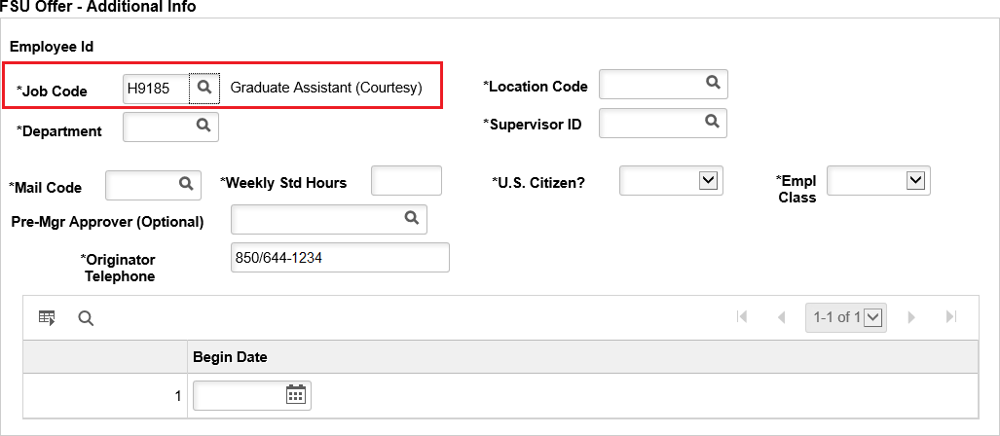 FSU Offer - Additional Info
Employee Id
*Job Code H9185 Graduate Assistant (Courtesy)
*Location Code
*Department
*Supervisor ID
*Mail Code
*Weekly Std Hours
*U.S. Citizen?
*Empl
Class
Pre-Mgr Approver (Optional)
*Originator
Telephone
850/644-1234
1-1 of 1
Begin Date
1